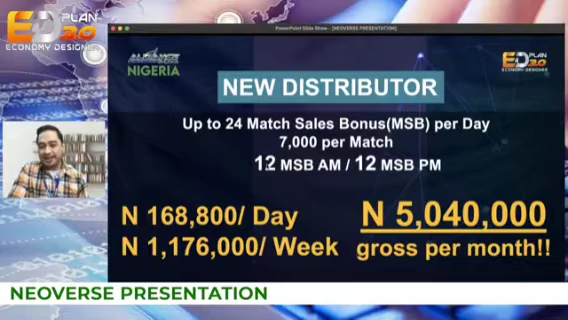 ED PLAN 3.0
ECONOMY DESIGNER
PowerPoint Slide Show - [NEOVERSE PRESENTATION]
ALLIANCE
NIGERIA
ED PLAN 3.0
ECONOMY DESIGNER
NEW DISTRIBUTOR
Up to 24 Match Sales Bonus(MSB) per Day
7,000 per Match
12 MSB AM / 12 MSB PM
N 168,800/ Day
N 5,040,000
N 1,176,000/ Week
gross per month!!
NEOVERSE PRESENTATION